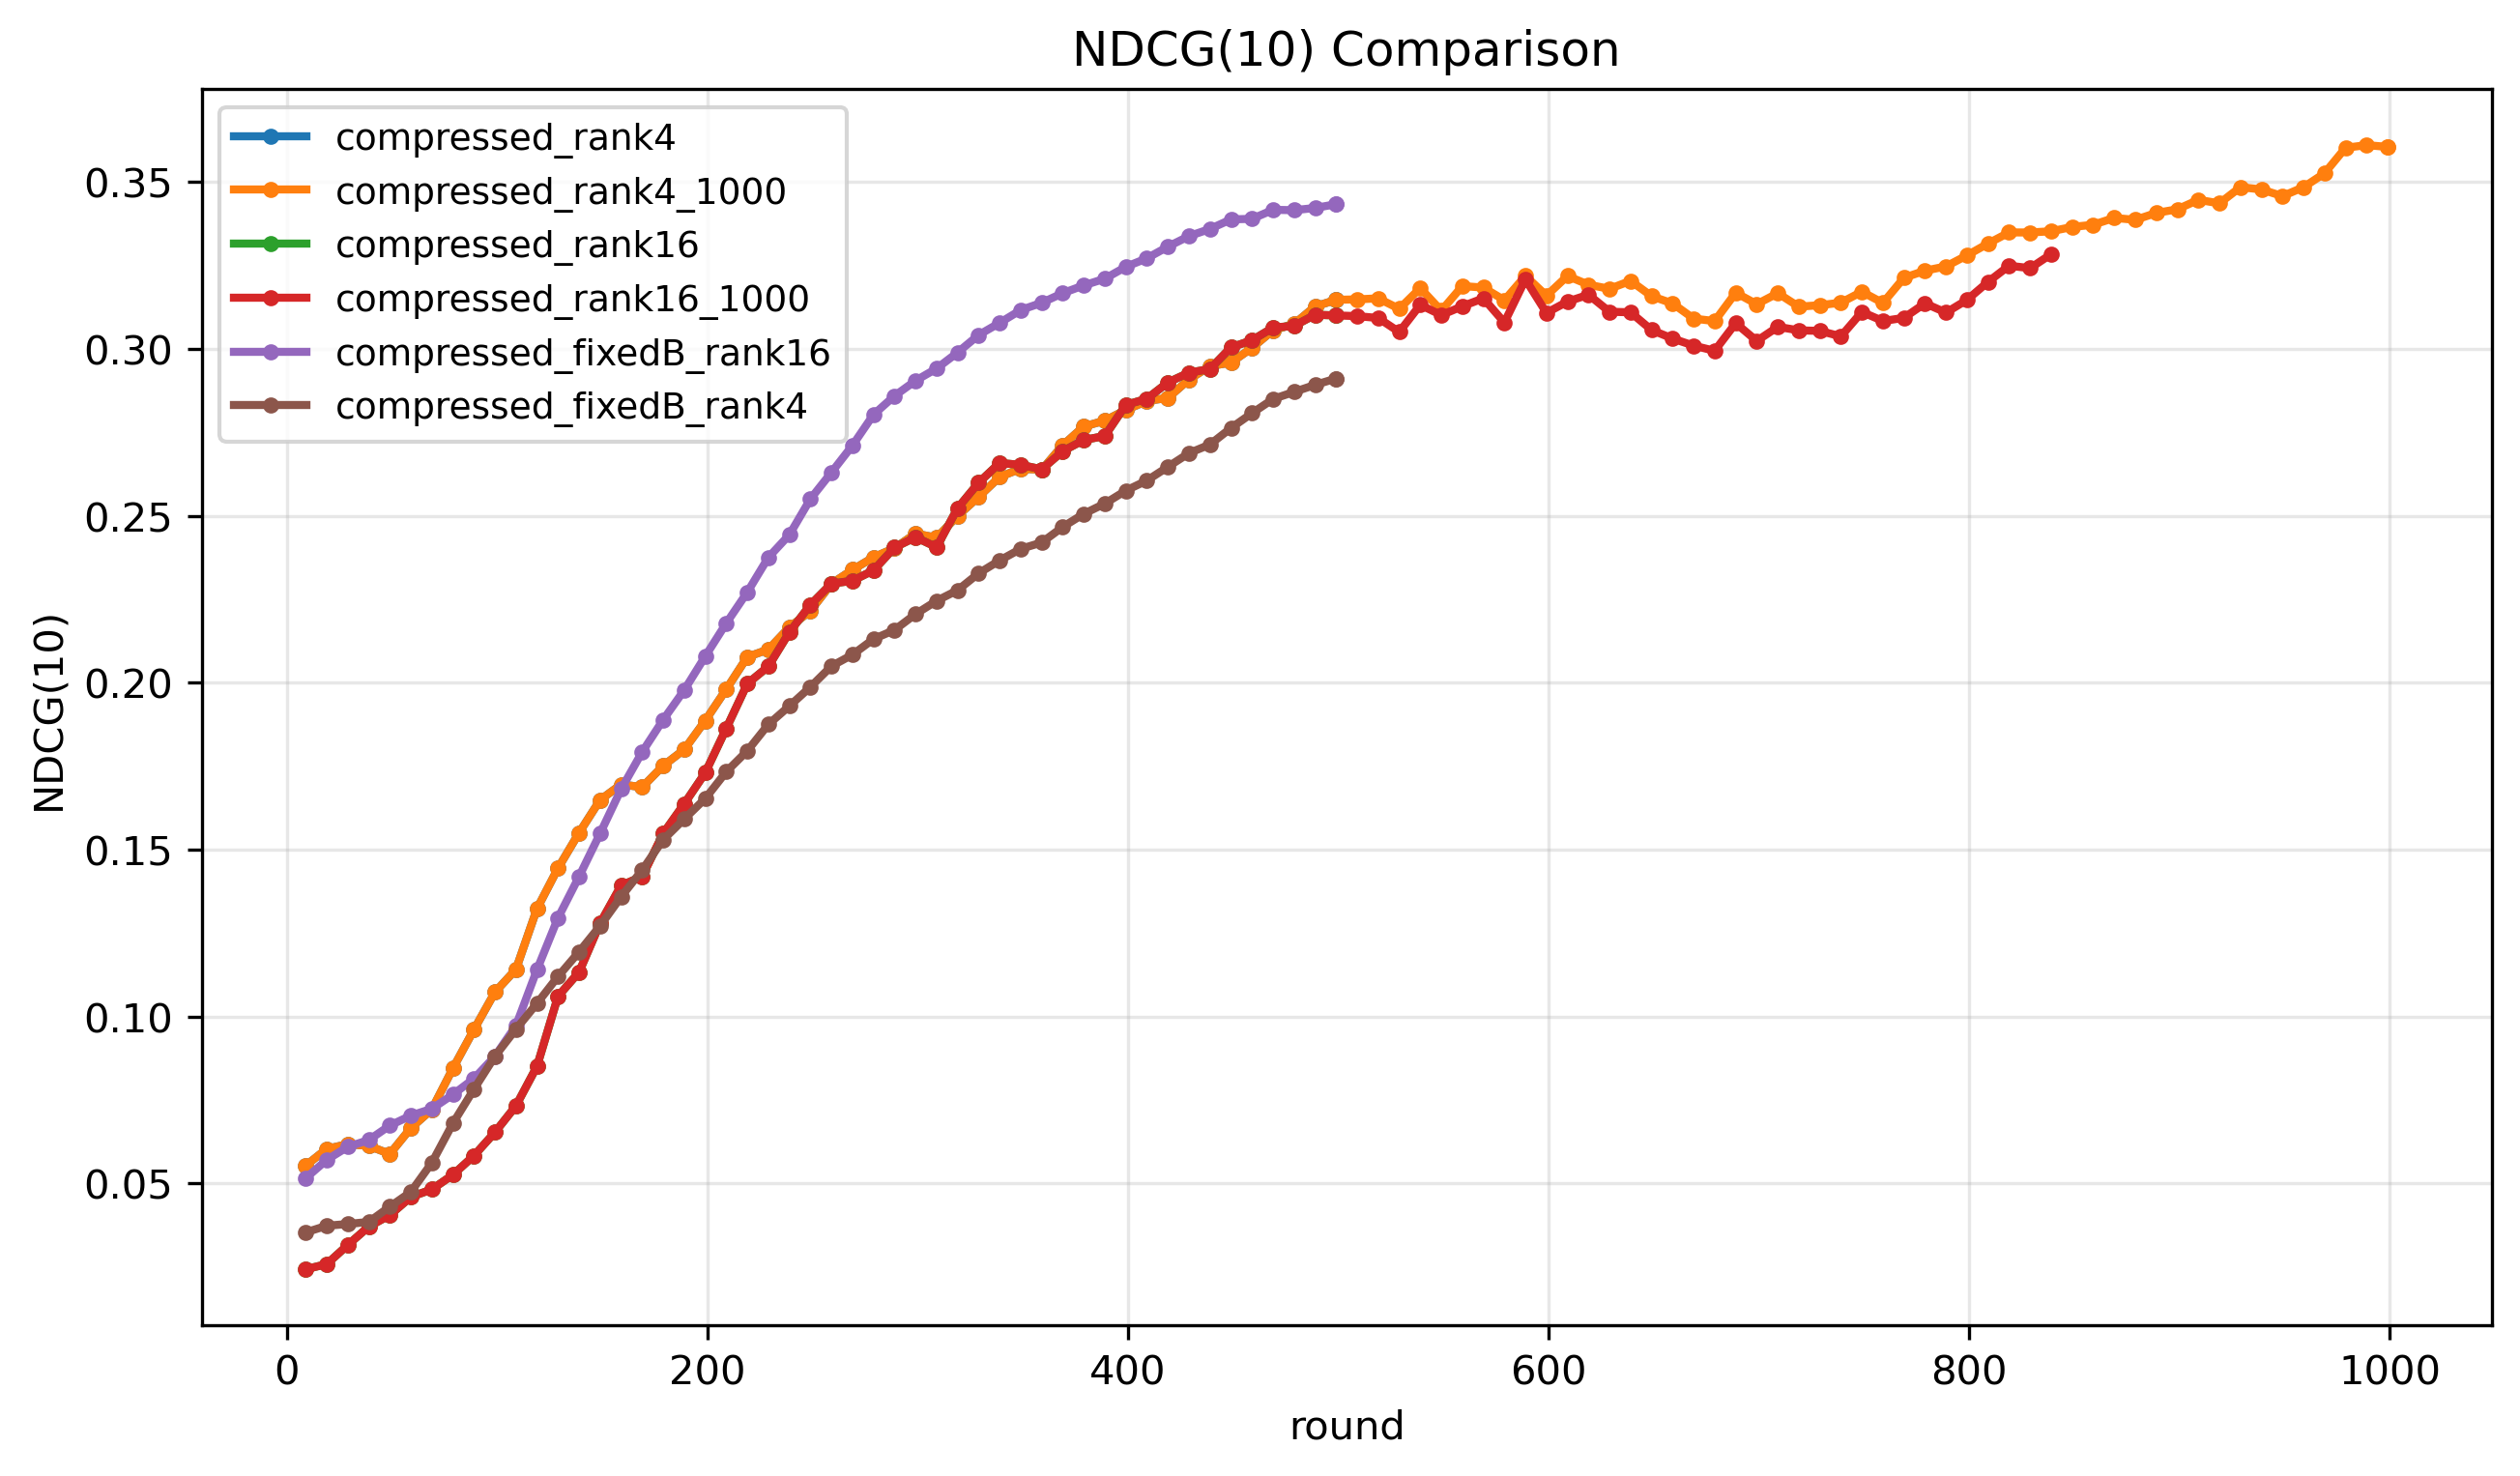 NDCG(10) Comparison
compressed_rank4
compressed_rank4_1000
compressed_rank16
compressed_rank16_1000
compressed_fixedB_rank16
compressed_fixedB_rank4
0.35
0.30
0.25
0.20
0.15
0.10
0.05
NDCG(10)
0 200 400 600 800 1000
round